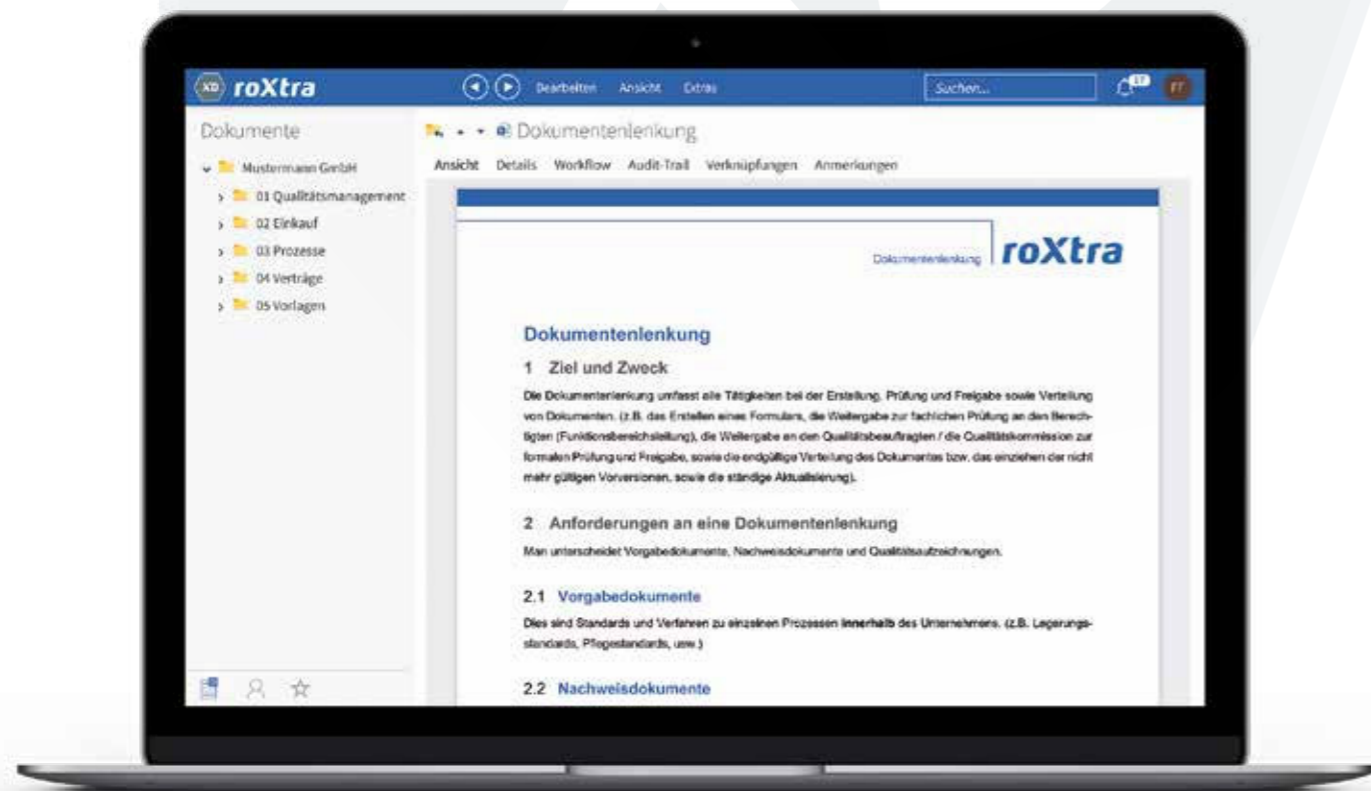 XD roXtra
Bearbeiten Ansicht Extras
Suchen...
17
FT
Dokumente
Mustermann GmbH
01 Qualitätsmanagement
02 Einkauf
03 Prozesse
04 Verträge
05 Vorlagen
Dokumentenlenkung
Ansicht Details Workflow Audit-Trail Verknüpfungen Anmerkungen
Dokumentenlenkung roXtra
Dokumentenlenkung
1 Ziel und Zweck
Die Dokumentenlenkung umfasst alle Tätigkeiten bei der Erstellung, Prüfung und Freigabe sowie Verteilung
von Dokumenten. (z.B. das Erstellen eines Formulars, die Weitergabe zur fachlichen Prüfung an den Berech-
tigten (Funktionsbereichsleitung), die Weitergabe an den Qualitätsbeauftragten / die Qualitätskommission zur
formalen Prüfung und Freigabe, sowie die endgültige Verteilung des Dokumentes bzw. das einziehen der nicht
mehr gültigen Vorversionen, sowie die ständige Aktualisierung).
2 Anforderungen an eine Dokumentenlenkung
Man unterscheidet Vorgabedokumente, Nachweisdokumente und Qualitätsaufzeichnungen.
2.1 Vorgabedokumente
Dies sind Standards und Verfahren zu einzelnen Prozessen innerhalb des Unternehmens. (z.B. Lagerungs-
standards, Pflegestandards, usw.)
2.2 Nachweisdokumente